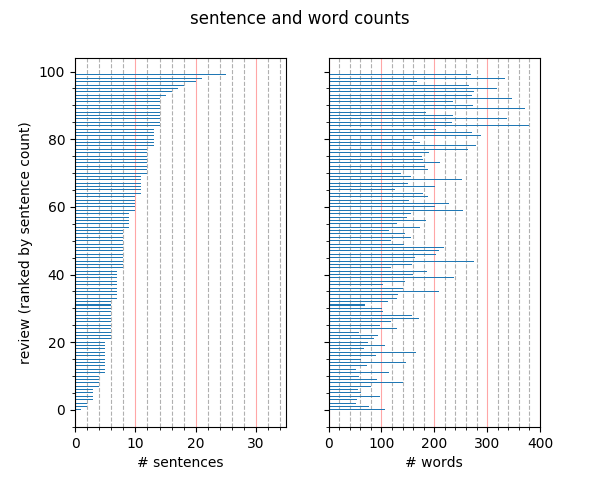 sentence and word counts
review (ranked by sentence count)
100
80
60
40
20
0
0 10 20 30
# sentences
0 100 200 300 400
# words